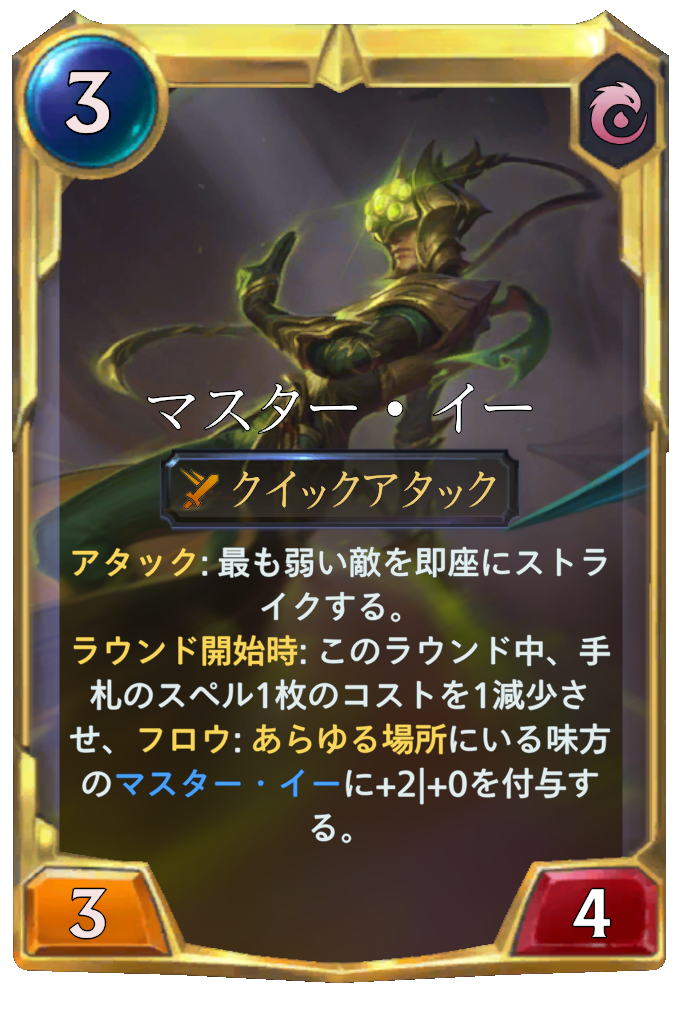 3
マスター・イー
クイックアタック
アタック: 最も弱い敵を即座にストラ
イクする。
ラウンド開始時: このラウンド中、手
札のスペル1枚のコストを1減少さ
せ、フロウ: あらゆる場所にいる味方
のマスター・イーに+2|+0を付与す
る。
3
4